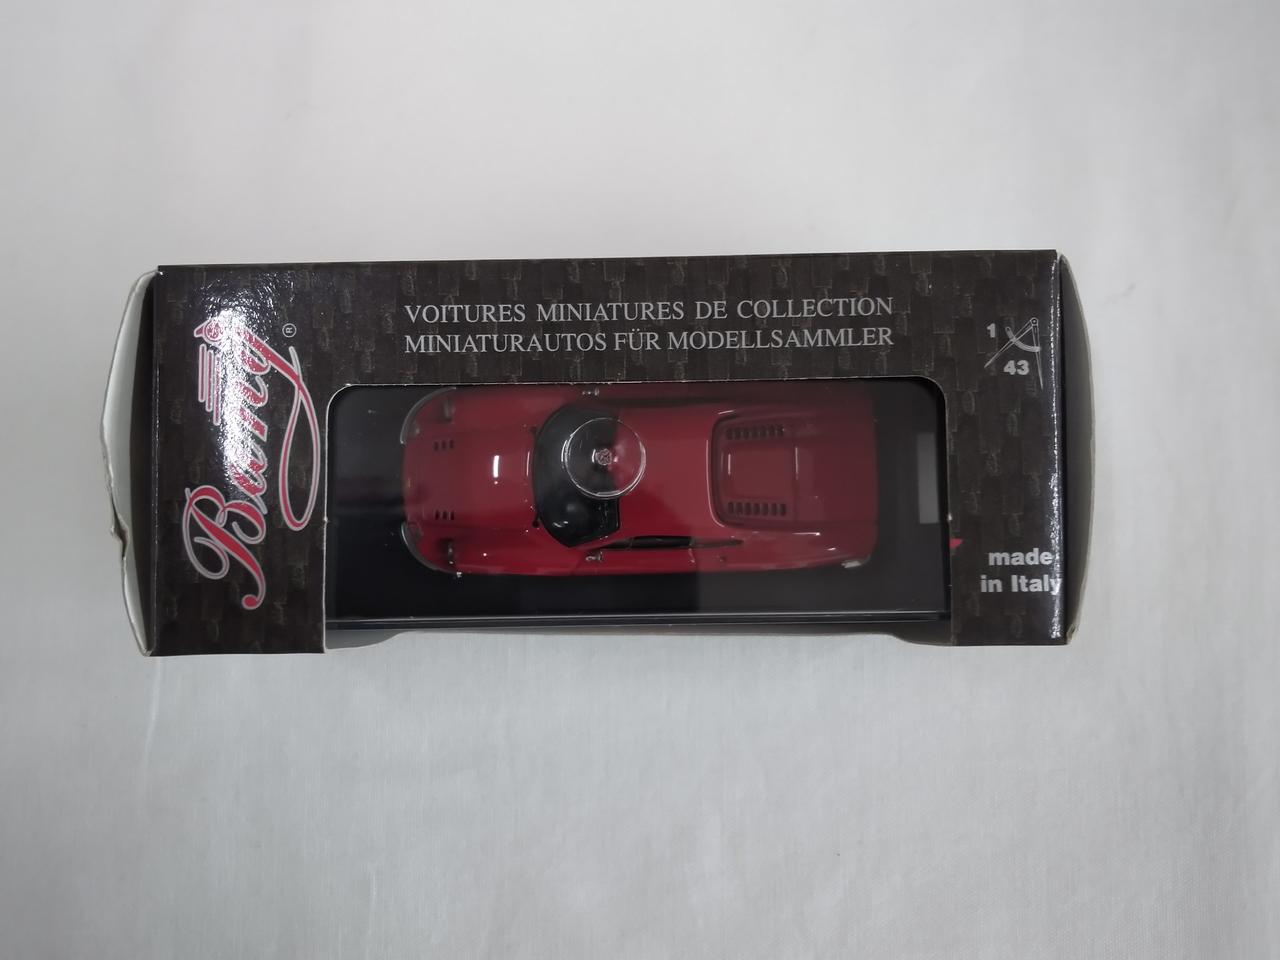 Bang
®
VOITURES MINIATURES DE COLLECTION
MINIATURAUTOS FÜR MODELLSAMMLER
1
43
made
in Italy